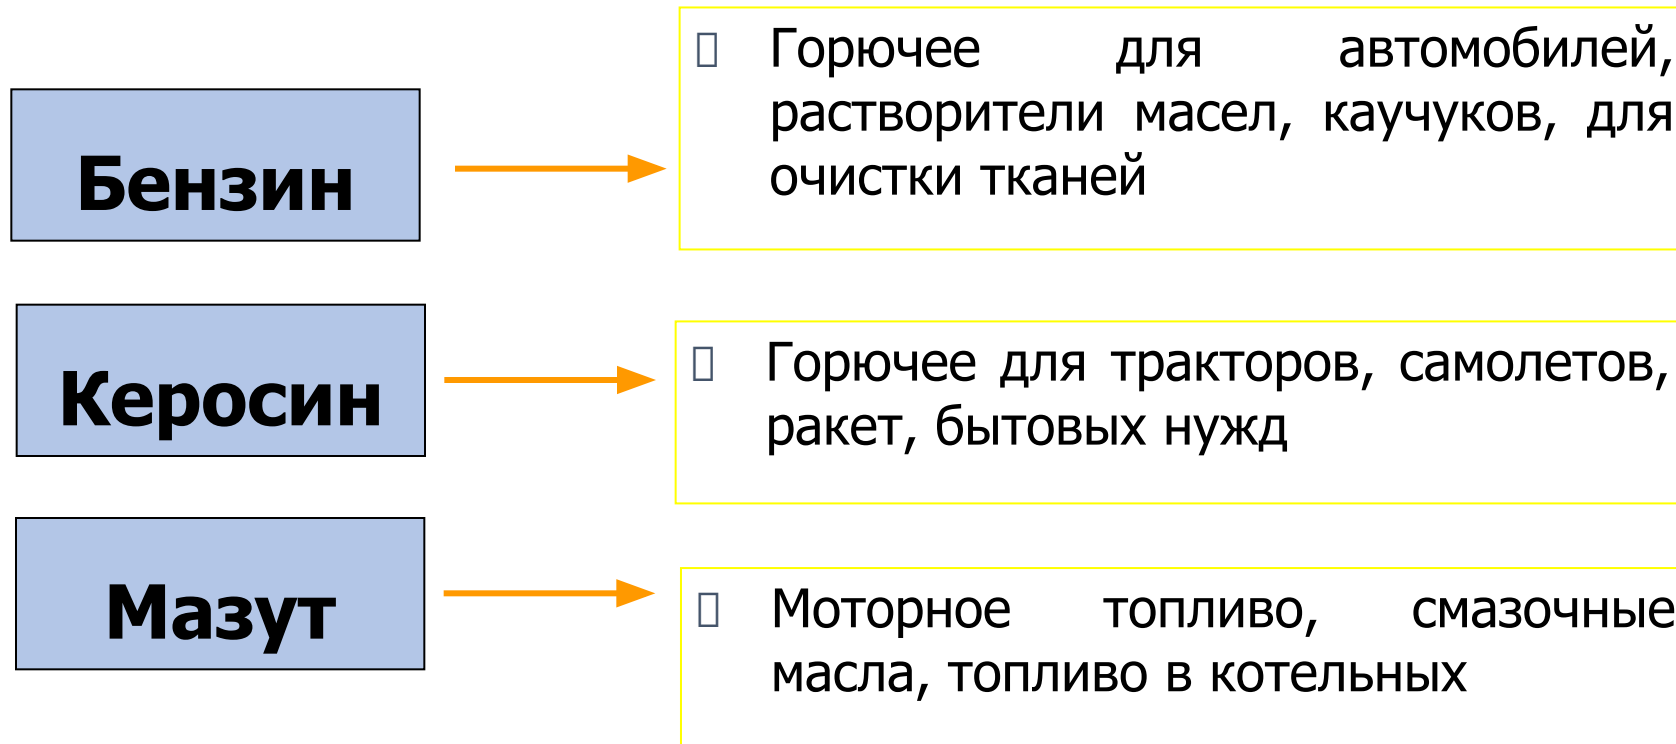 Бензин
Горючее для автомобилей,
растворители масел, каучуков, для
очистки тканей
Керосин
Горючее для тракторов, самолетов,
ракет, бытовых нужд
Мазут
Моторное топливо, смазочные
масла, топливо в котельных